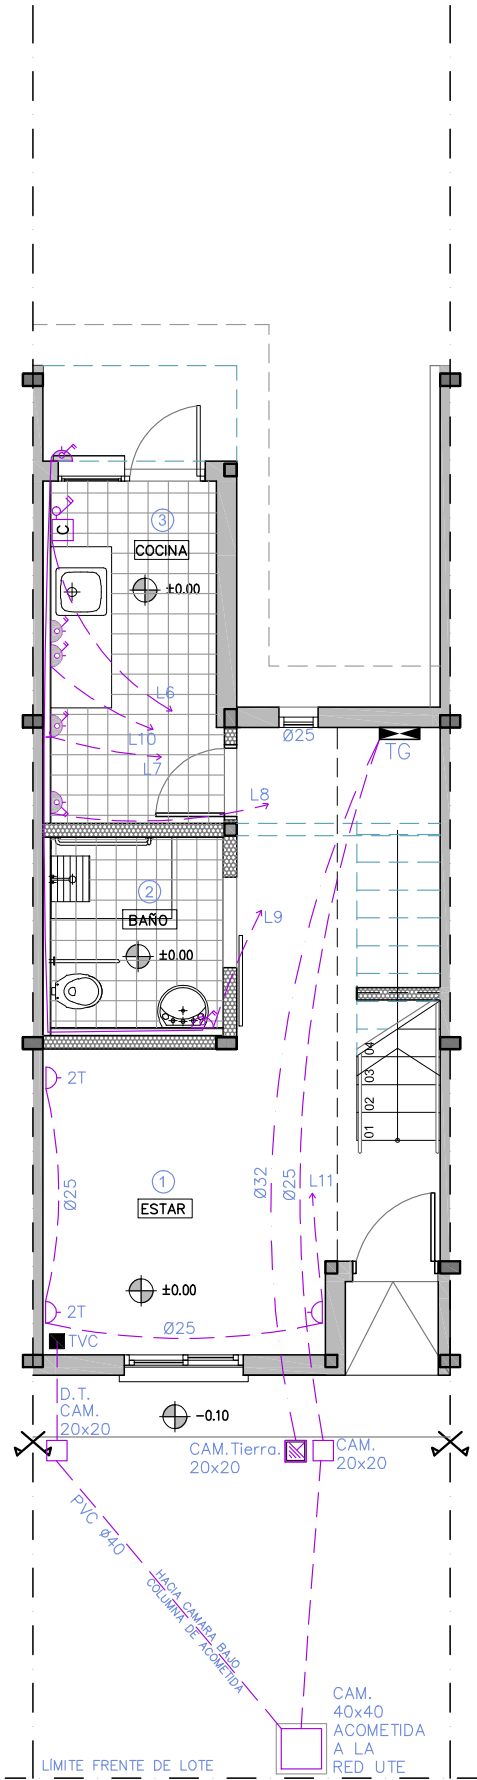 3
C
COCINA
±0.00
L6
L10
L7
Ø25
TG
L8
2
BAÑO
L9
±0.00
04
03
02
01
2T
Ø25
1
ESTAR
Ø32
Ø25
L11
±0.00
2T
Ø25
TVC
D.T.
CAM.
20x20
-0.10
CAM.Tierra.
20x20
CAM.
20x20
PVC Ø40
HACIA CAMARA BAJO
COLUMNA DE ACOMETIDA
CAM.
40x40
ACOMETIDA
A LA
RED UTE
LÍMITE FRENTE DE LOTE